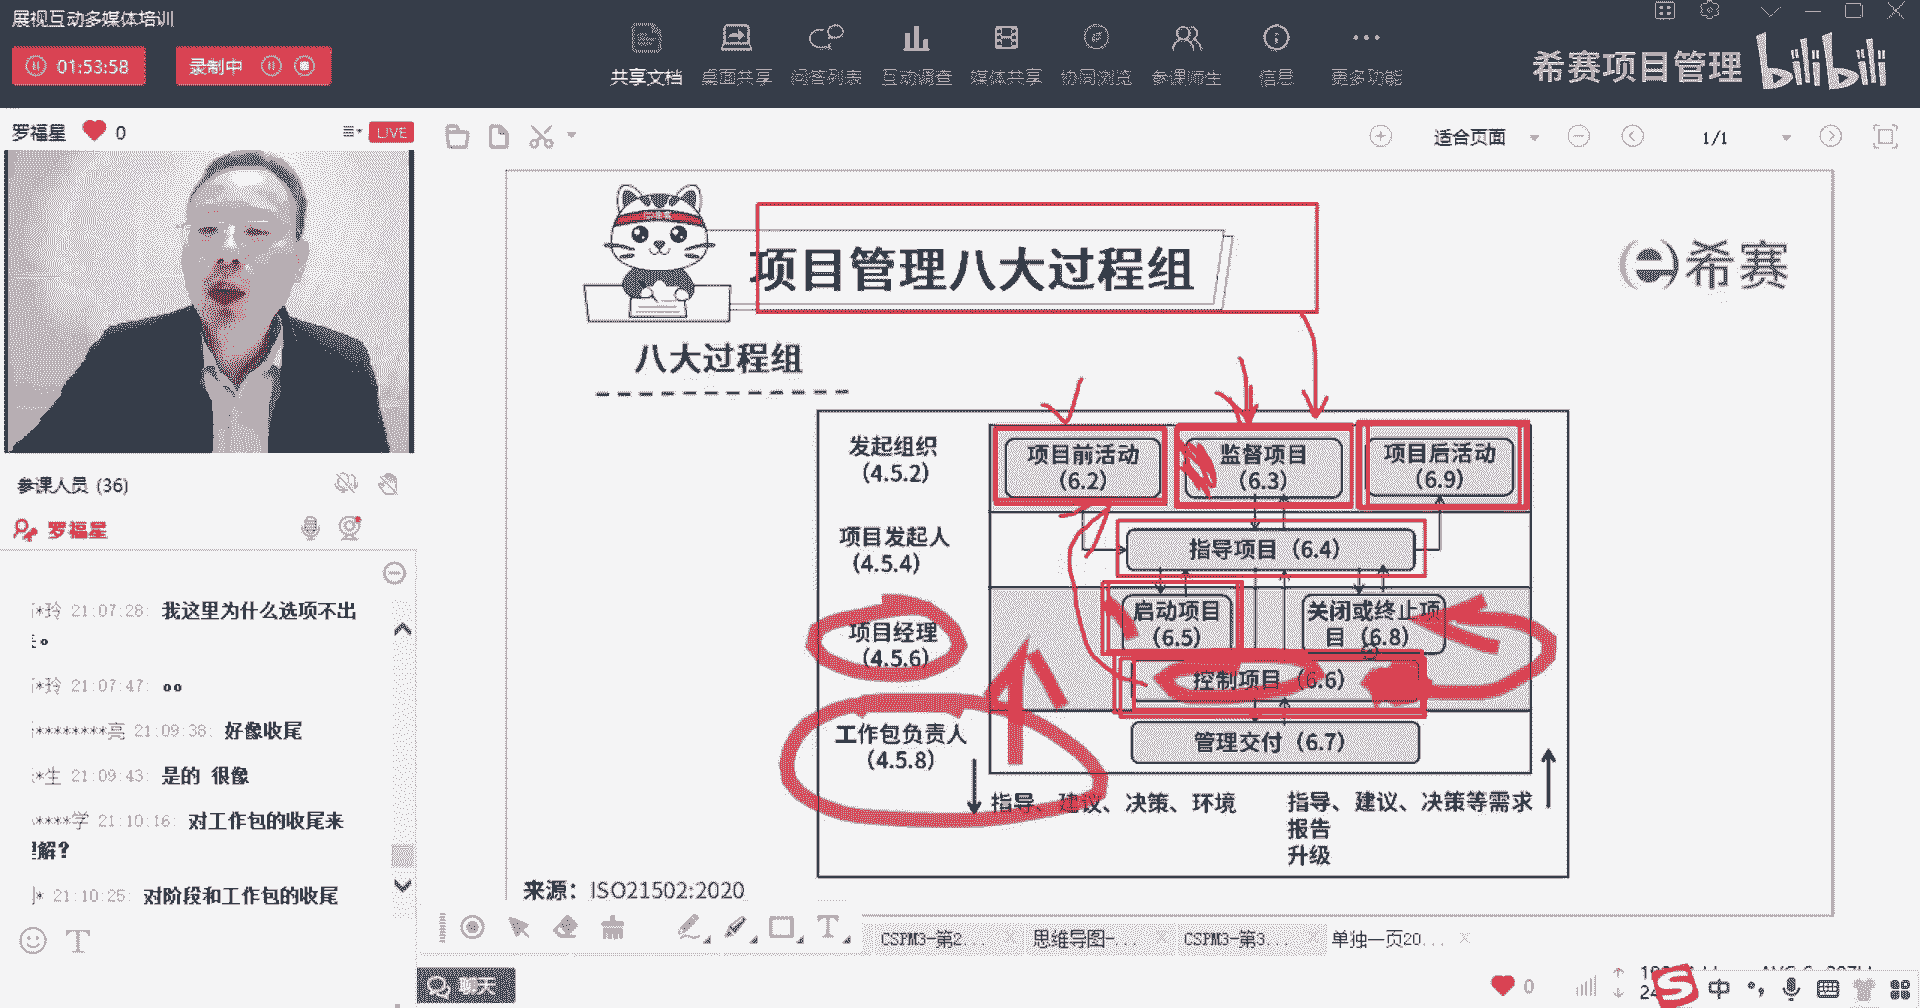 展视互动多媒体培训
01:53:58
录制中
共享文档
桌面共享
问答列表
互动调查
媒体共享
协同浏览
参课师生
信息
更多功能
希赛项目管理
bilibili
罗福星
0
LIVE
适合页面
1/1
项目管理八大过程组
希赛
八大过程组
发起组织
(4.5.2)
项目前活动
(6.2)
监督项目
(6.3)
项目后活动
(6.9)
项目发起人
(4.5.4)
指导项目（6.4）
项目经理
(4.5.6)
启动项目
(6.5)
关闭或终止项
目（6.8）
控制项目（6.6）
工作包负责人
(4.5.8)
管理交付（6.7）
指导、建议、决策、环境
指导、建议、决策等需求
报告
升级
来源：ISO21502:2020
参课人员 (36)
罗福星
*玲 21:07:28: 我这里为什么选项不出
。
*玲 21:07:47: oo
********亮 21:09:38: 好像收尾
*生 21:09:43: 是的 很像
****学 21:10:16: 对工作包的收尾来
解?
* 21:10:25: 对阶段和工作包的收尾
T
T
CSPM3-第2...
思维导图-...
CSPM3-第3...
单独一页20...
聊天
0
S
中